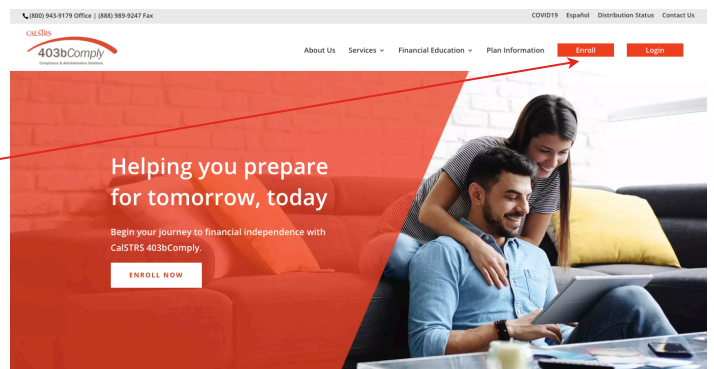 (800) 943-9179 Office | (888) 989-9247 Fax
COVID19 Español Distribution Status Contact Us
CALSTRS
403bComply
Compliance & Administration Solutions
About Us Services Financial Education Plan Information Enroll Login
Helping you prepare
for tomorrow, today
Begin your journey to financial independence with
CalSTRS 403bComply.
ENROLL NOW